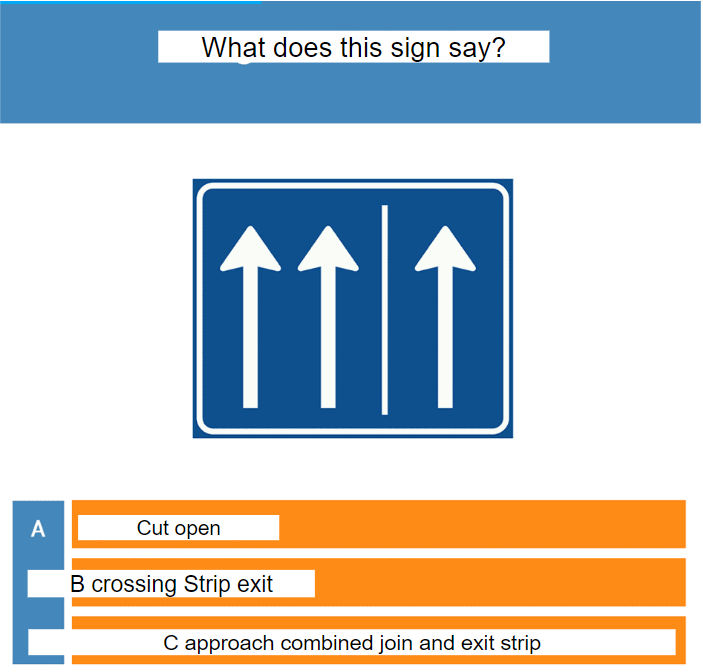 What does this sign say?
A
Cut open
B crossing Strip exit
C approach combined join and exit strip